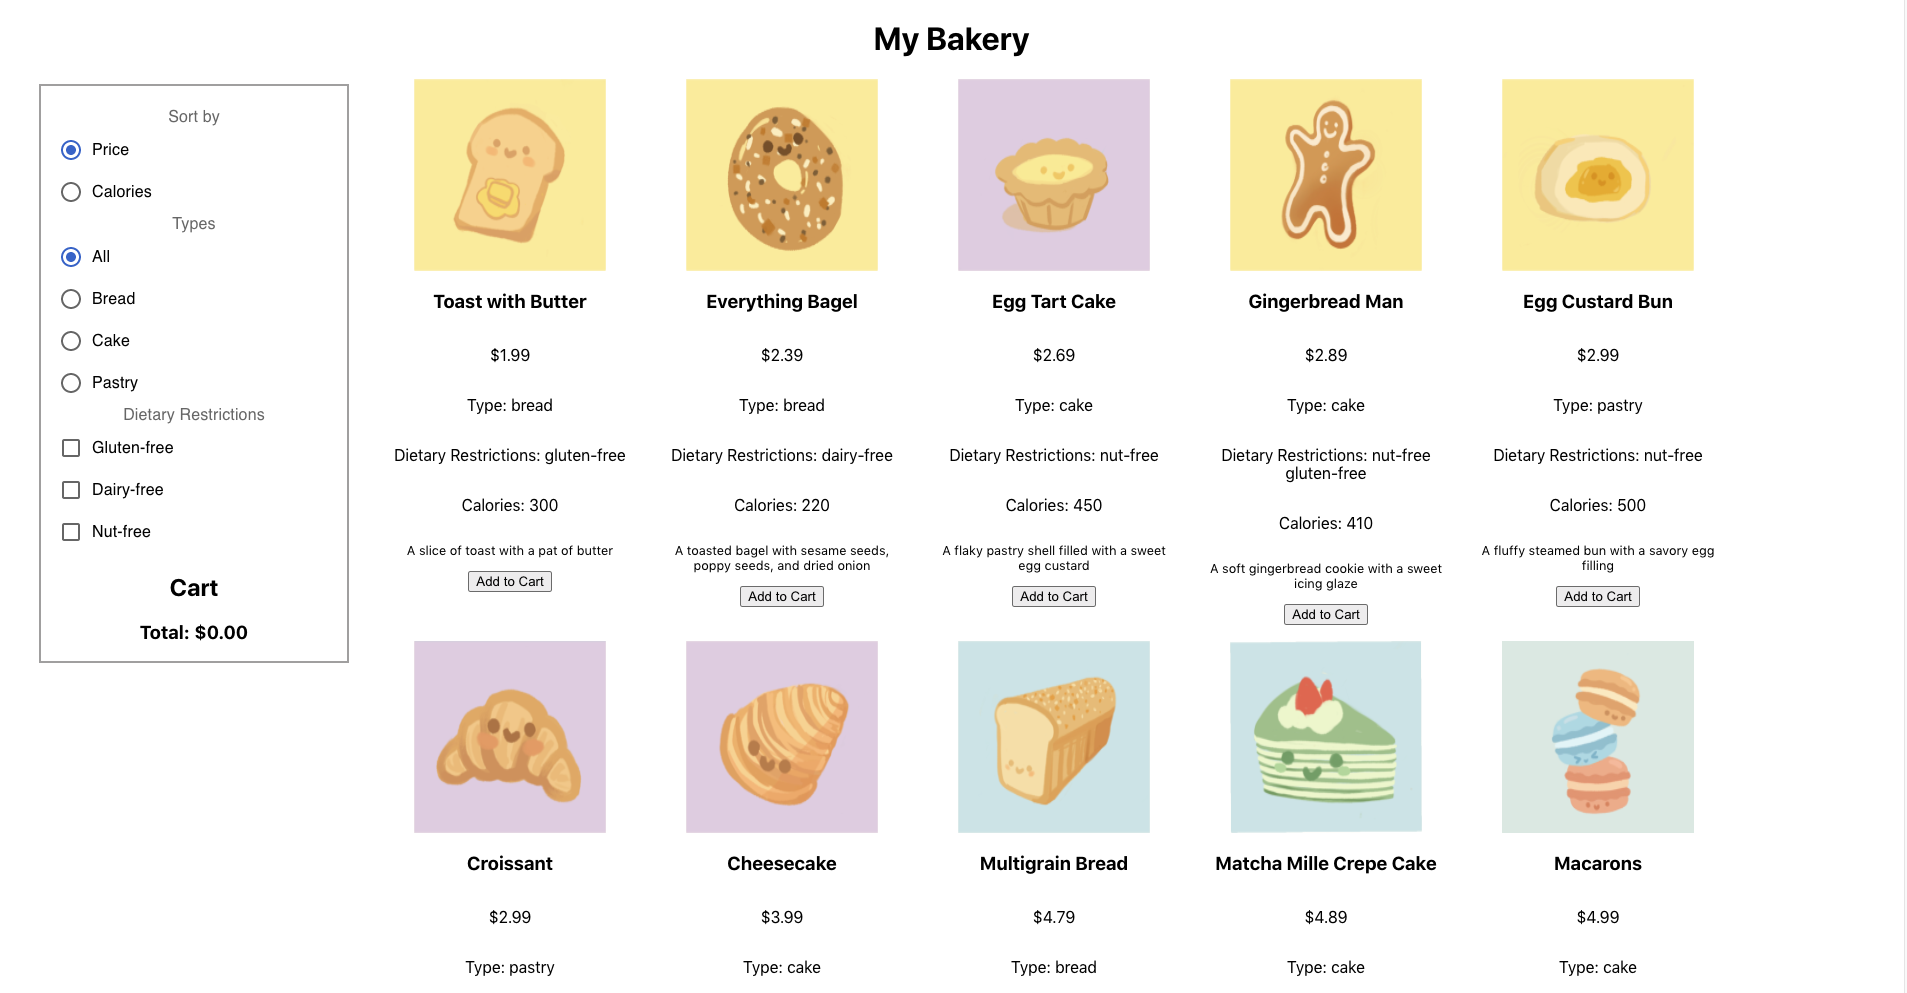 My Bakery
Sort by
Price
Calories
Types
All
Bread
Cake
Pastry
Dietary Restrictions
Gluten-free
Dairy-free
Nut-free
Cart
Total: $0.00
Toast with Butter
$1.99
Type: bread
Dietary Restrictions: gluten-free
Calories: 300
A slice of toast with a pat of butter
Add to Cart
Everything Bagel
$2.39
Type: bread
Dietary Restrictions: dairy-free
Calories: 220
A toasted bagel with sesame seeds,
poppy seeds, and dried onion
Add to Cart
Egg Tart Cake
$2.69
Type: cake
Dietary Restrictions: nut-free
Calories: 450
A flaky pastry shell filled with a sweet
egg custard
Add to Cart
Gingerbread Man
$2.89
Type: cake
Dietary Restrictions: nut-free
gluten-free
Calories: 410
A soft gingerbread cookie with a sweet
icing glaze
Add to Cart
Egg Custard Bun
$2.99
Type: pastry
Dietary Restrictions: nut-free
Calories: 500
A fluffy steamed bun with a savory egg
filling
Add to Cart
Croissant
$2.99
Type: pastry
Cheesecake
$3.99
Type: cake
Multigrain Bread
$4.79
Type: bread
Matcha Mille Crepe Cake
$4.89
Type: cake
Macarons
$4.99
Type: cake